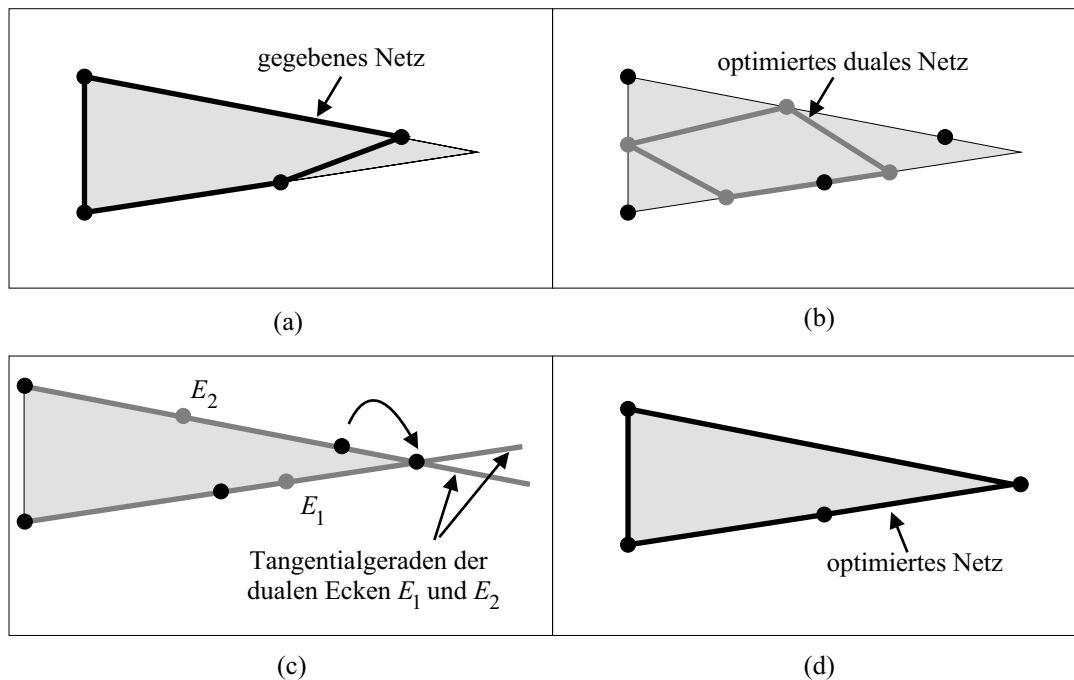 gegebenes Netz
optimiertes duales Netz
(a)
(b)
E2
E1
Tangentialgeraden der
dualen Ecken E1 und E2
optimiertes Netz
(c)
(d)